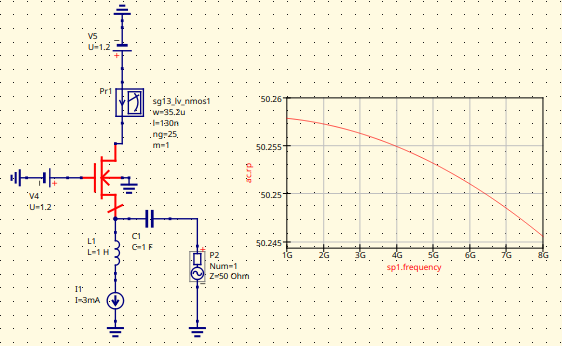 V5
U=1.2
Pr1
sg13_lv_nmos1
w=35.2u
l=130n
ng=25
m=1
V4
U=1.2
C1
C=1 F
L1
L=1 H
P2
Num=1
Z=50 Ohm
I1
I=3mA
50.26
50.255
50.25
50.245
1G 2G 3G 4G 5G 6G 7G 8G
sp1.frequency